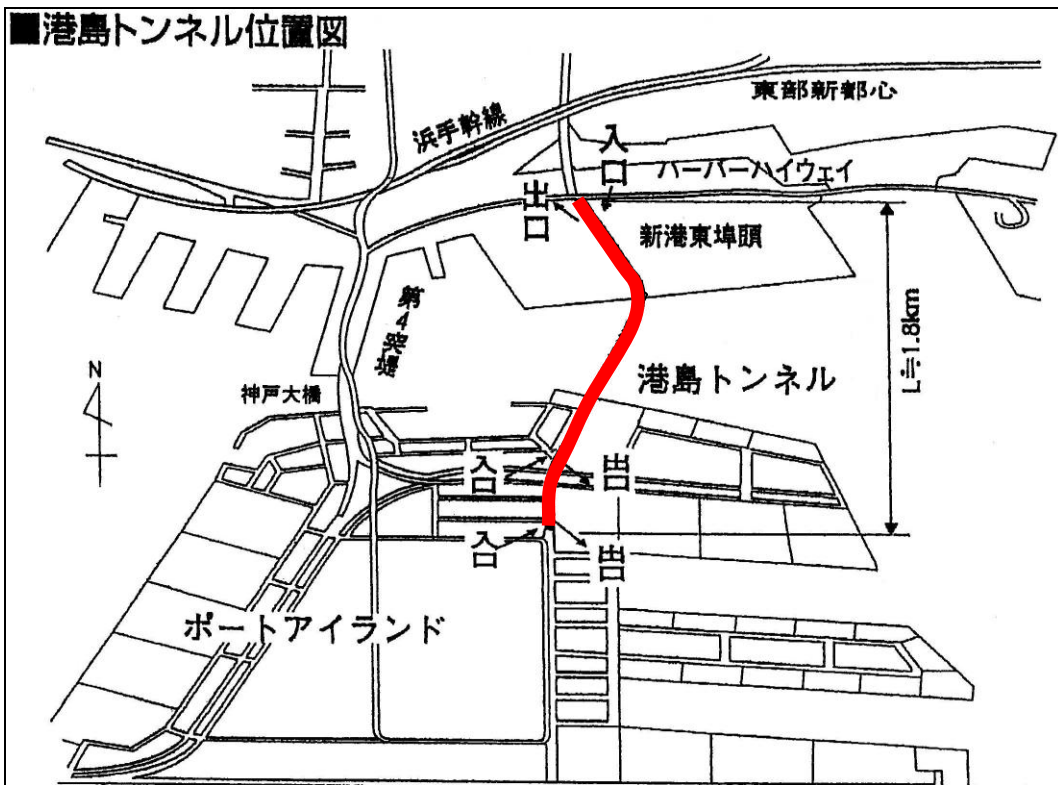 ■港島トンネル位置図
東部新都心
浜手幹線
入口
ハーバーハイウェイ
出口
新港東埠頭
第4突堤
L≒1.8km
N
港島トンネル
神戸大橋
入口
出口
入口
出口
ポートアイランド